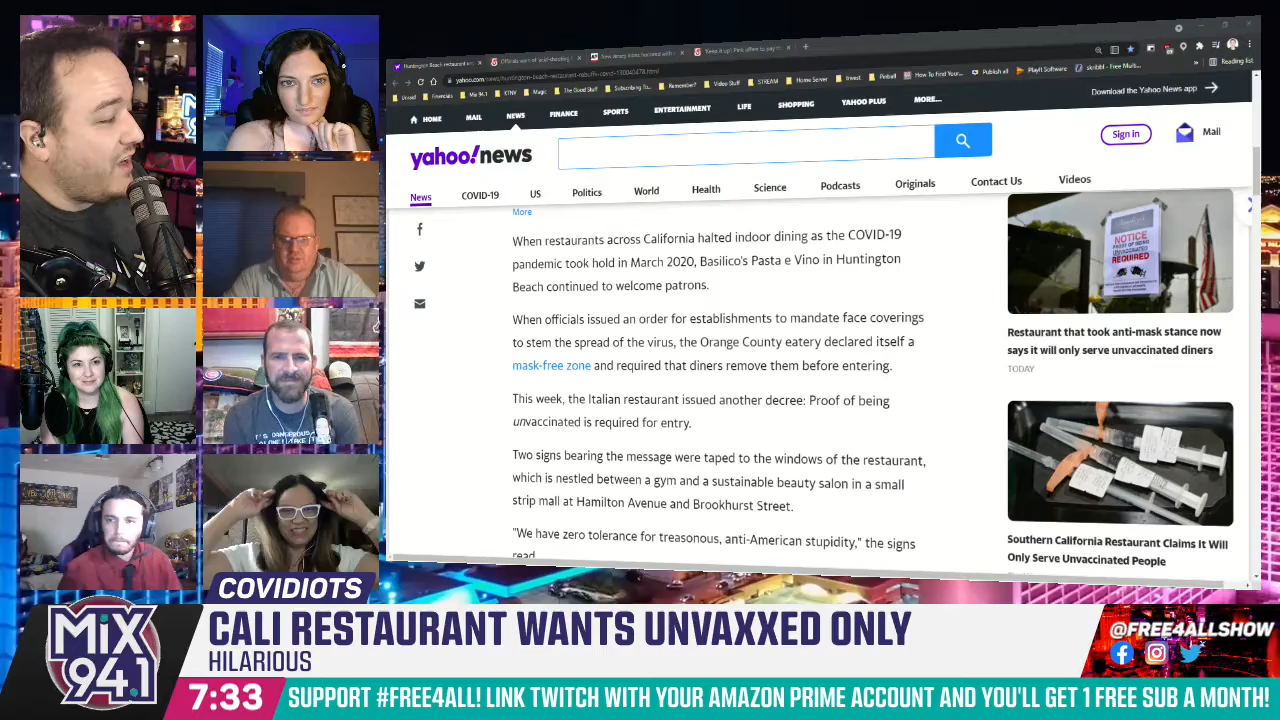 HOME
MAIL
NEWS
FINANCE
SPORTS
ENTERTAINMENT
LIFE
SHOPPING
YAHOO PLUS
MORE...
Download the Yahoo News app
yahoo!news
Sign in
Mail
News
COVID-19
US
Politics
World
Health
Science
Podcasts
Originals
Contact Us
Videos
More
When restaurants across California halted indoor dining as the COVID-19
pandemic took hold in March 2020, Basilico's Pasta e Vino in Huntington
Beach continued to welcome patrons.
When officials issued an order for establishments to mandate face coverings
to stem the spread of the virus, the Orange County eatery declared itself a
mask-free zone and required that diners remove them before entering.
This week, the Italian restaurant issued another decree: Proof of being
unvaccinated is required for entry.
Two signs bearing the message were taped to the windows of the restaurant,
which is nestled between a gym and a sustainable beauty salon in a small
strip mall at Hamilton Avenue and Brookhurst Street.
"We have zero tolerance for treasonous, anti-American stupidity," the signs
read
NOTICE
PROOF OF BEING
UNVACCINATED
REQUIRED
Restaurant that took anti-mask stance now
says it will only serve unvaccinated diners
TODAY
Southern California Restaurant Claims It Will
Only Serve Unvaccinated People
Reading list
COVIDIOTS
CALI RESTAURANT WANTS UNVAXXED ONLY
HILARIOUS
MiX
94.1
@FREE4ALLSHOW
7:33
SUPPORT #FREE4ALL! LINK TWITCH WITH YOUR AMAZON PRIME ACCOUNT AND YOU'LL GET 1 FREE SUB A MONTH!